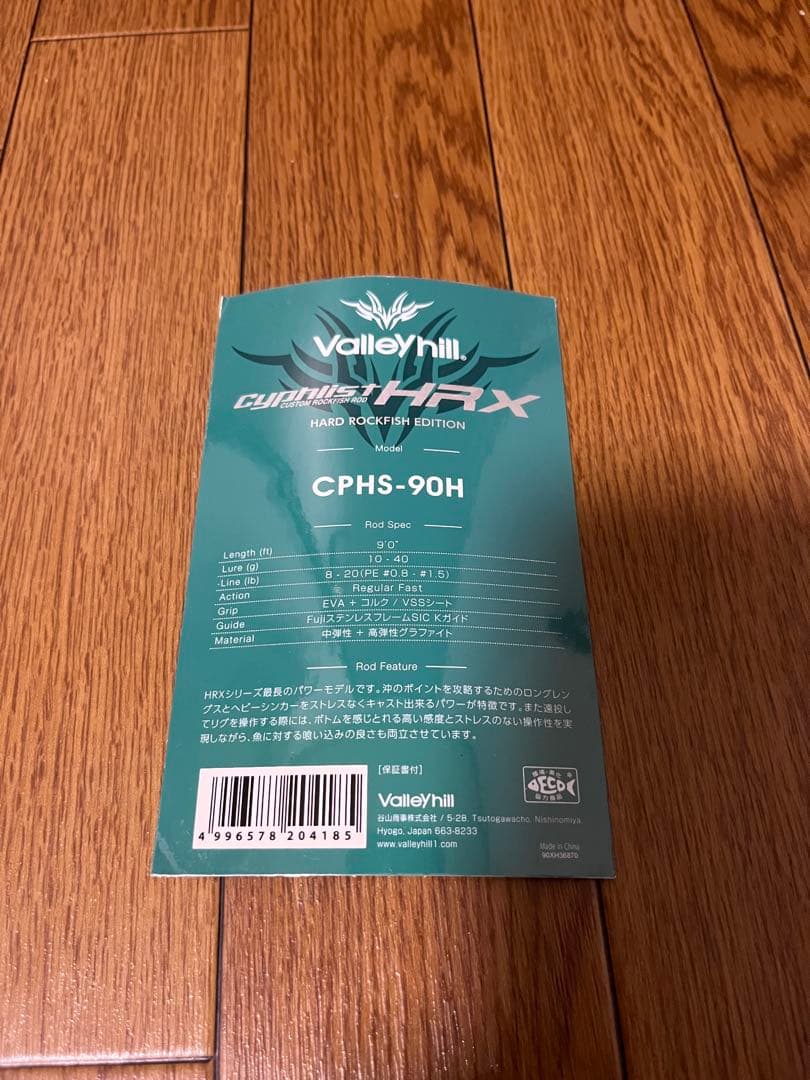 Valleyhill®
cyphlist HRX
CUSTOM ROCKFISH ROD
HARD ROCKFISH EDITION
Model
CPHS-90H
Rod Spec
Length (ft) 9'0"
Lure (g) 10 - 40
Line (lb) 8 - 20(PE #0.8 - #1.5)
Action Regular Fast
Grip EVA + コルク / VSSシート
Guide FujiステンレスフレームSIC Kガイド
Material 中弾性 + 高弾性グラファイト
Rod Feature
HRXシリーズ最長のパワーモデルです。沖のポイントを攻略するためのロングレン
グスとヘビーシンカーをストレスなくキャスト出来るパワーが特徴です。また遠投し
てリグを操作する際には、ボトムを感じとれる高い感度とストレスのない操作性を実
現しながら、魚に対する喰い込みの良さも両立させています。
[保証書付]
Valleyhill
谷山商事株式会社 / 5-28, Tsutogawacho, Nishinomiya,
Hyogo, Japan 663-8233
www.valleyhill1.com
4 996578 204185
ECO
協力商品
Made in China
90XH36870